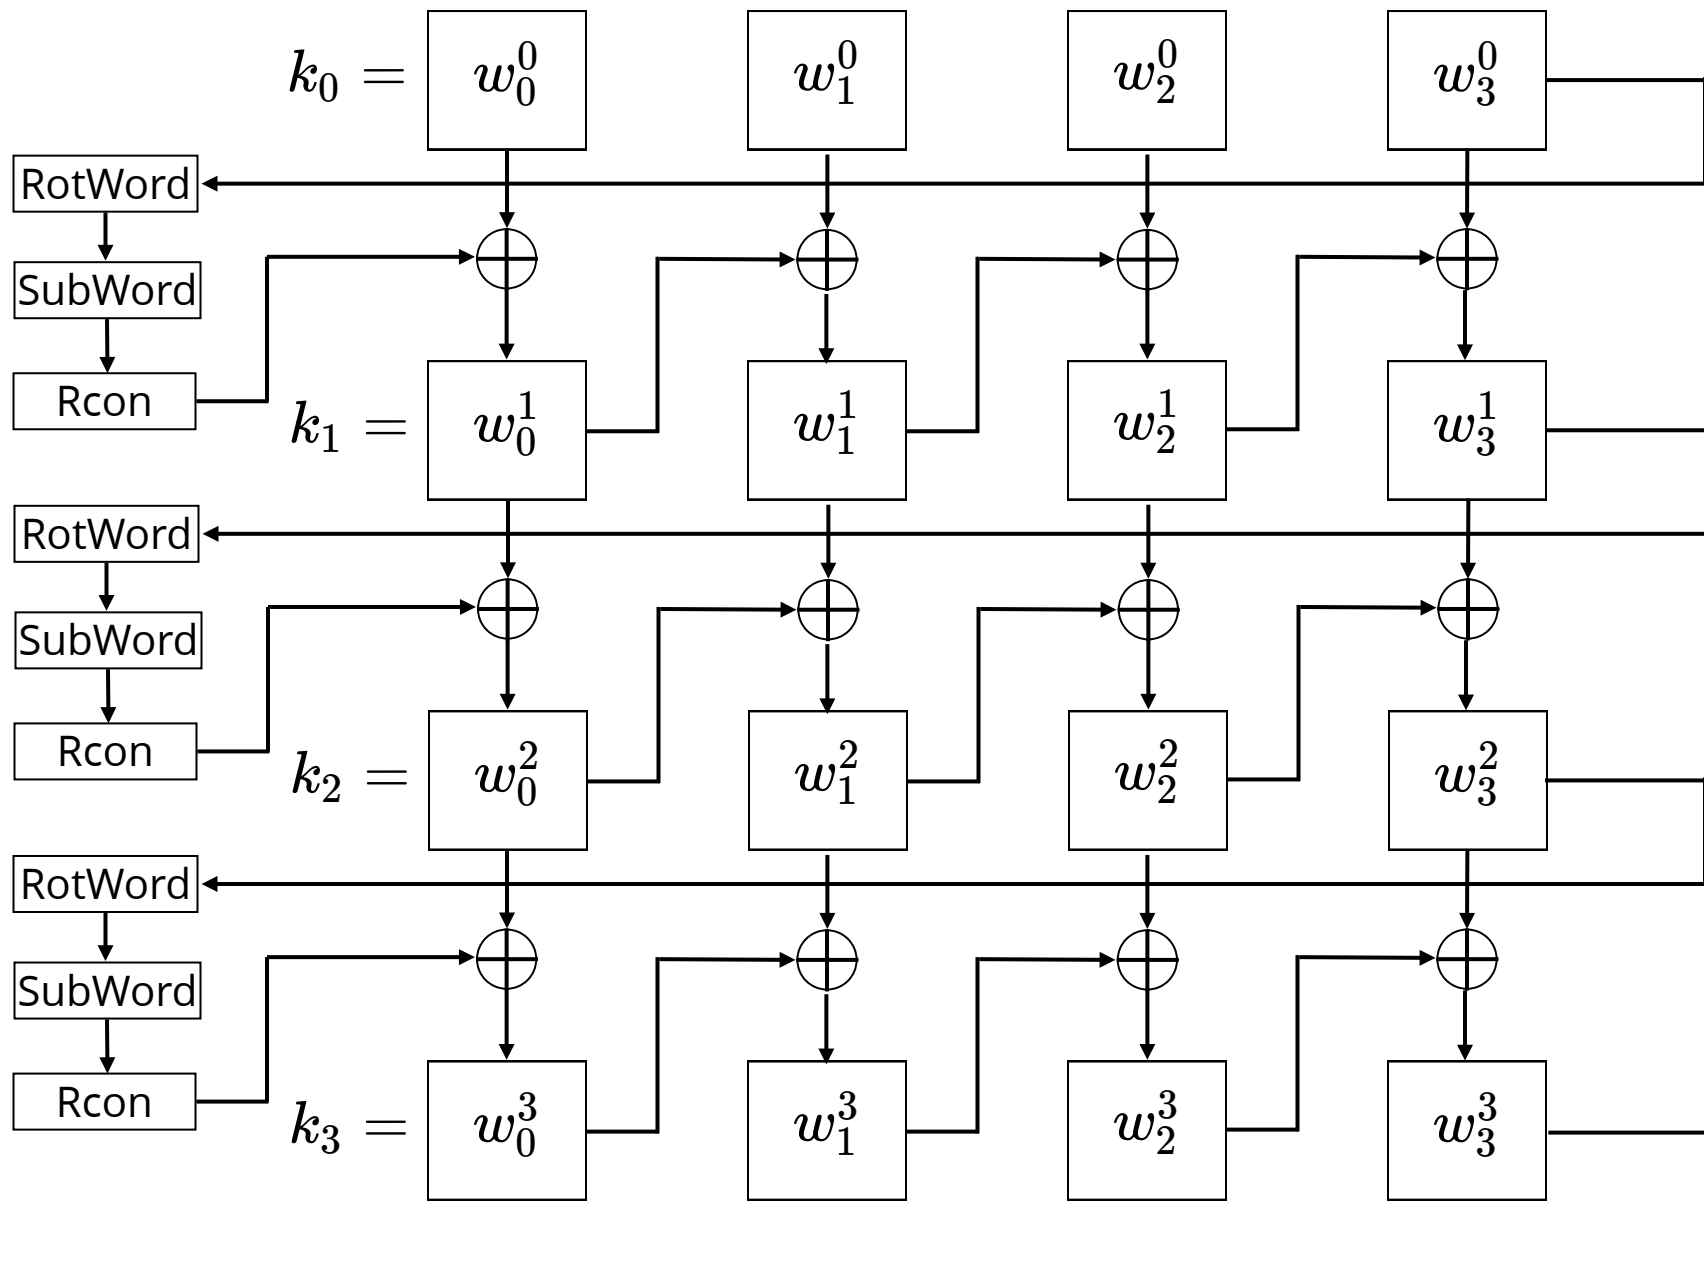 k₀ = w₀⁰ w₁⁰ w₂⁰ w₃⁰
RotWord
SubWord
Rcon
k₁ = w₀¹ w₁¹ w₂¹ w₃¹
RotWord
SubWord
Rcon
k₂ = w₀² w₁² w₂² w₃²
RotWord
SubWord
Rcon
k₃ = w₀³ w₁³ w₂³ w₃³